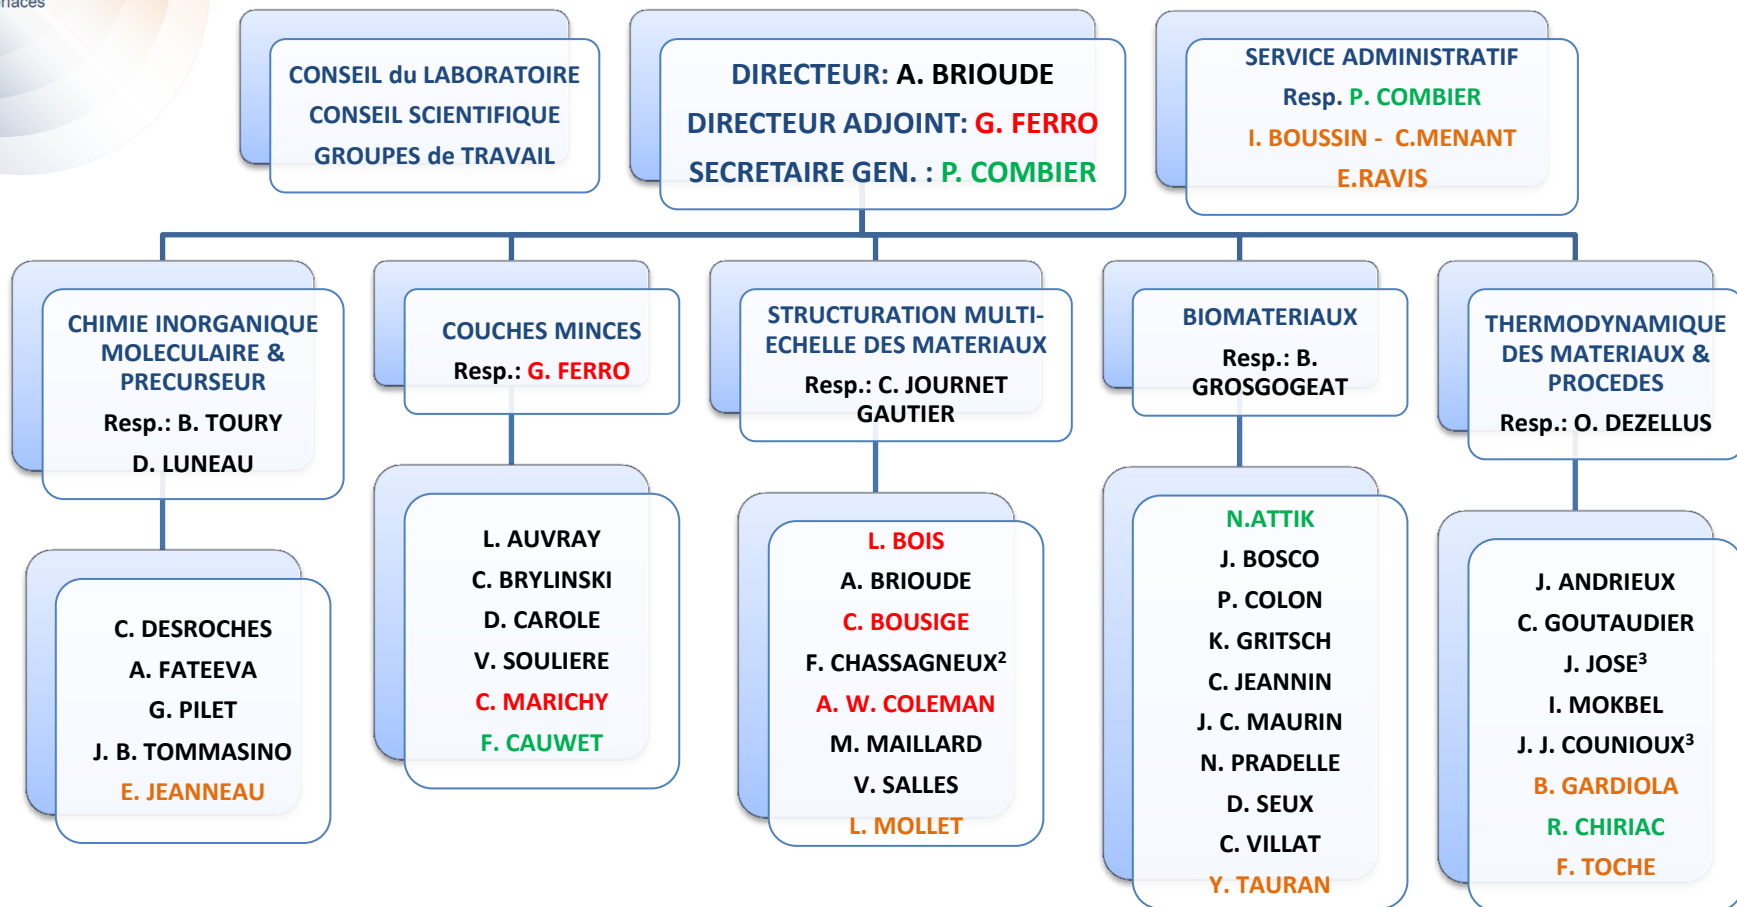 CONSEIL du LABORATOIRE
CONSEIL SCIENTIFIQUE
GROUPES de TRAVAIL
DIRECTEUR: A. BRIOUDE
DIRECTEUR ADJOINT: G. FERRO
SECRETAIRE GEN. : P. COMBIER
SERVICE ADMINISTRATIF
Resp. P. COMBIER
I. BOUSSIN - C.MENANT
E.RAVIS
CHIMIE INORGANIQUE
MOLECULAIRE &
PRECURSEUR
Resp.: B. TOURY
D. LUNEAU
C. DESROCHES
A. FATEEVA
G. PILET
J. B. TOMMASINO
E. JEANNEAU
COUCHES MINCES
Resp.: G. FERRO
L. AUVRAY
C. BRYLINSKI
D. CAROLE
V. SOULIERE
C. MARICHY
F. CAUWET
STRUCTURATION MULTI-
ECHELLE DES MATERIAUX
Resp.: C. JOURNET
GAUTIER
L. BOIS
A. BRIOUDE
C. BOUSIGE
F. CHASSAGNEUX²
A. W. COLEMAN
M. MAILLARD
V. SALLES
L. MOLLET
BIOMATERIAUX
Resp.: B.
GROSGOGEAT
N.ATTIK
J. BOSCO
P. COLON
K. GRITSCH
C. JEANNIN
J. C. MAURIN
N. PRADELLE
D. SEUX
C. VILLAT
Y. TAURAN
THERMODYNAMIQUE
DES MATERIAUX &
PROCEDES
Resp.: O. DEZELLUS
J. ANDRIEUX
C. GOUTAUDIER
J. JOSE³
I. MOKBEL
J. J. COUNIOUX³
B. GARDIOLA
R. CHIRIAC
F. TOCHE